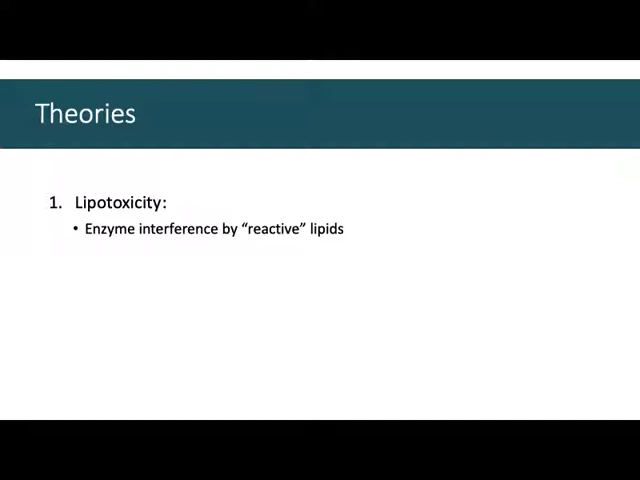 Theories
1. Lipotoxicity:
• Enzyme interference by “reactive” lipids